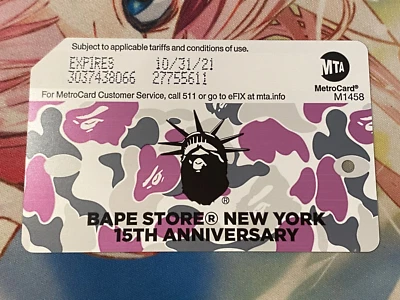 Subject to applicable tariffs and conditions of use.
EXPIRES 10/31/21
3037438066 27755611
MTA
MetroCard®
M1458
For MetroCard Customer Service, call 511 or go to eFIX at mta.info
®
BAPE STORE® NEW YORK
15TH ANNIVERSARY